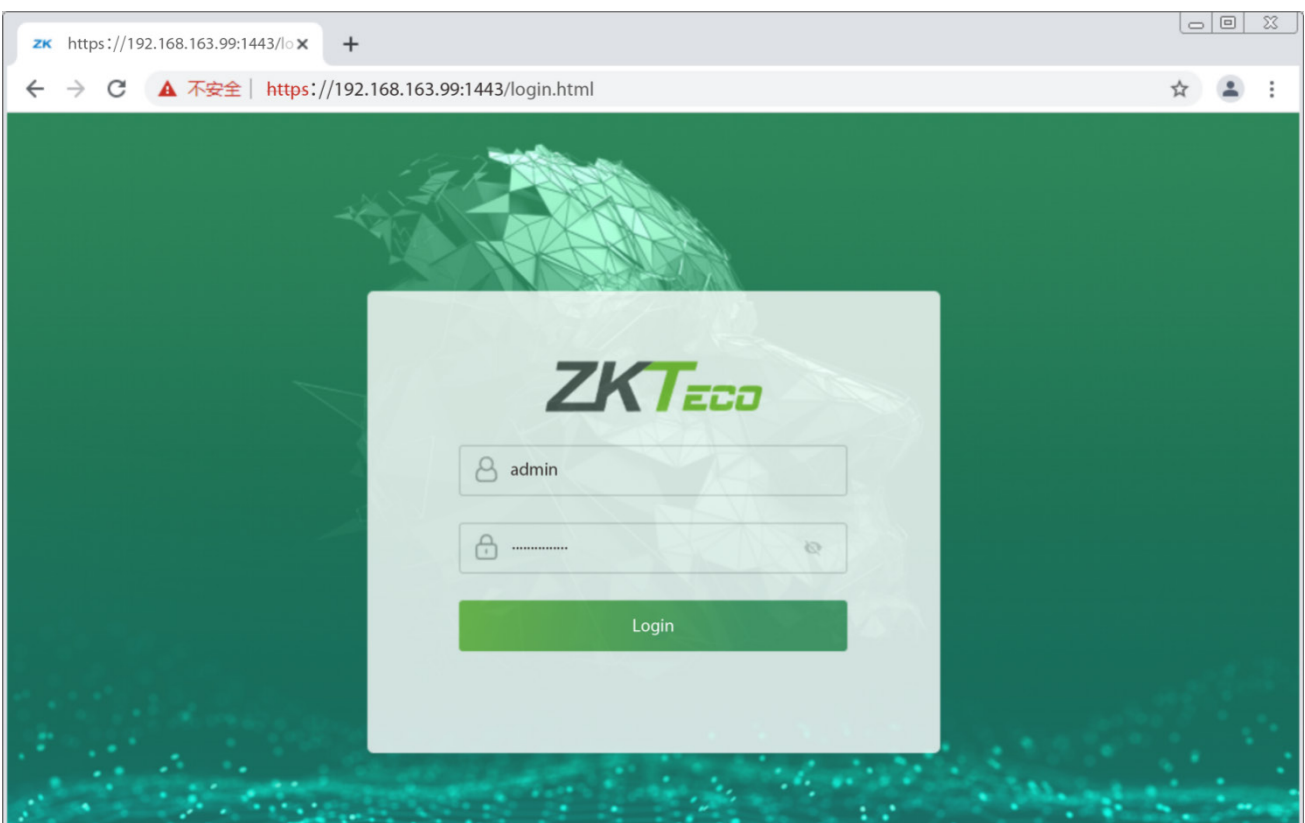 ZK https://192.168.163.99:1443/lo
不安全 https://192.168.163.99:1443/login.html
ZKTECO
admin
Login